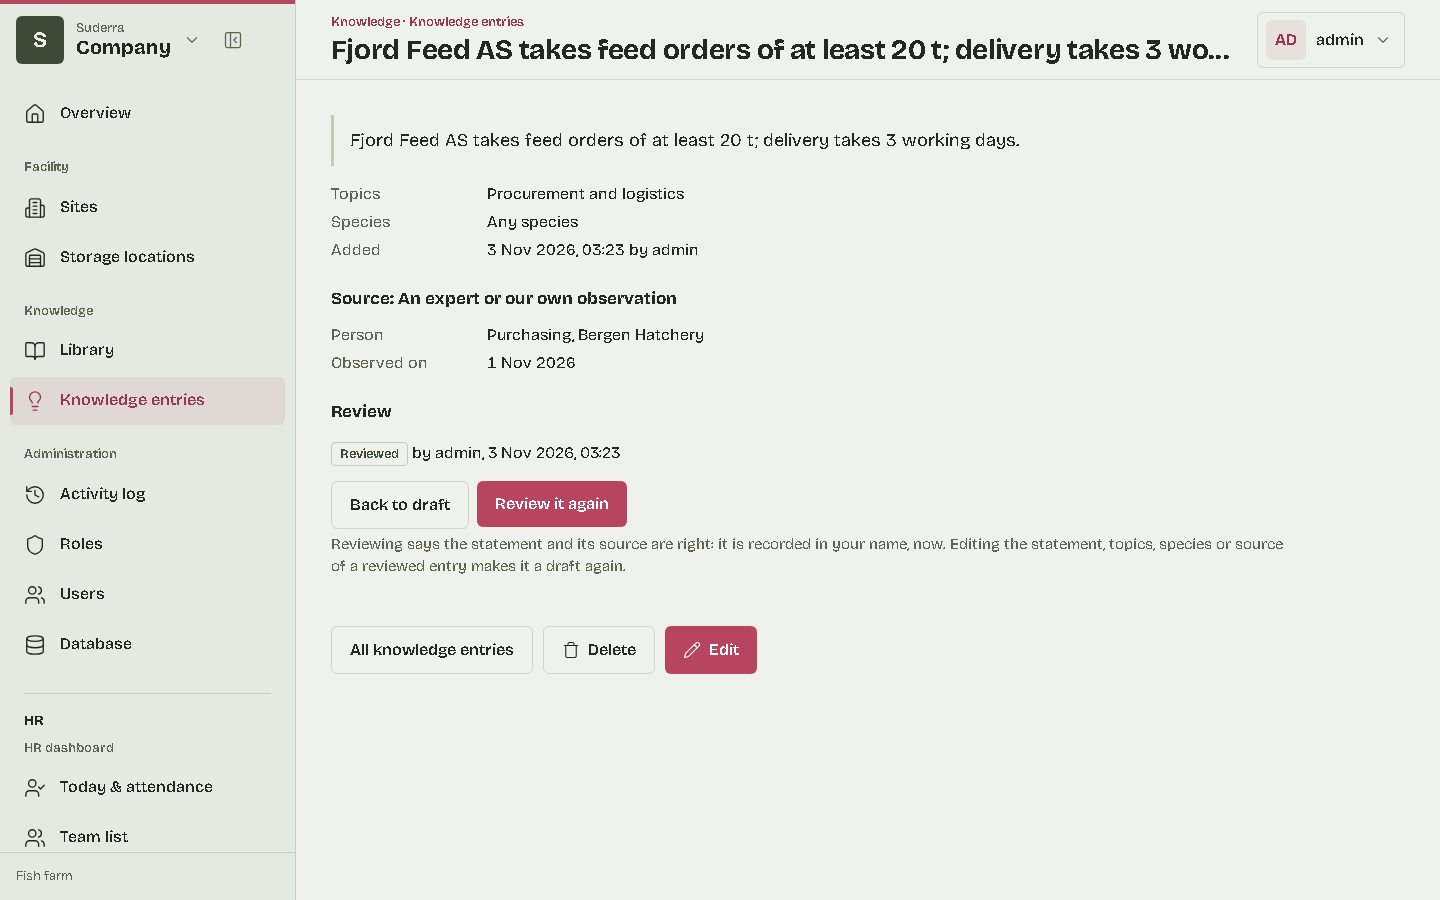 Suderra
S
Company
Overview
Facility
Sites
Storage locations
Knowledge
Library
Knowledge entries
Administration
Activity log
Roles
Users
Database
HR
HR dashboard
Today & attendance
Team list
Fish farm
Knowledge · Knowledge entries
Fjord Feed AS takes feed orders of at least 20 t; delivery takes 3 wo...
AD admin
Fjord Feed AS takes feed orders of at least 20 t; delivery takes 3 working days.
Topics Procurement and logistics
Species Any species
Added 3 Nov 2026, 03:23 by admin
Source: An expert or our own observation
Person Purchasing, Bergen Hatchery
Observed on 1 Nov 2026
Review
Reviewed by admin, 3 Nov 2026, 03:23
Back to draft Review it again
Reviewing says the statement and its source are right: it is recorded in your name, now. Editing the statement, topics, species or source
of a reviewed entry makes it a draft again.
All knowledge entries Delete Edit